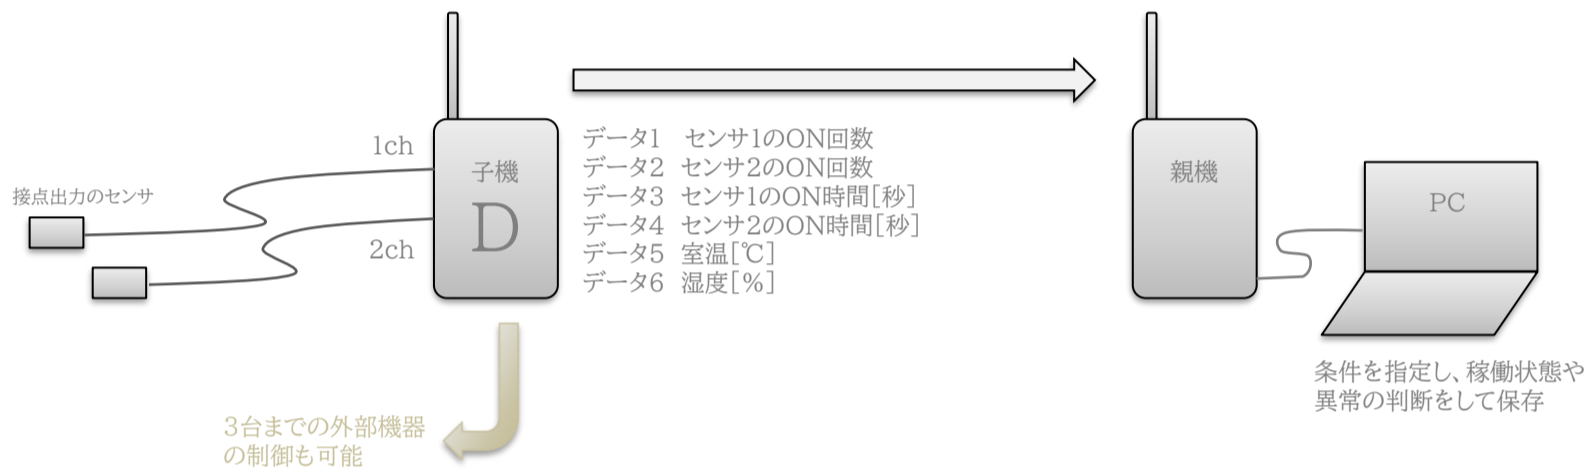 接点出力のセンサ
1ch
2ch
子機
D
データ1 センサ1のON回数
データ2 センサ2のON回数
データ3 センサ1のON時間[秒]
データ4 センサ2のON時間[秒]
データ5 室温[℃]
データ6 湿度[%]
親機
PC
条件を指定し、稼働状態や
異常の判断をして保存
3台までの外部機器
の制御も可能